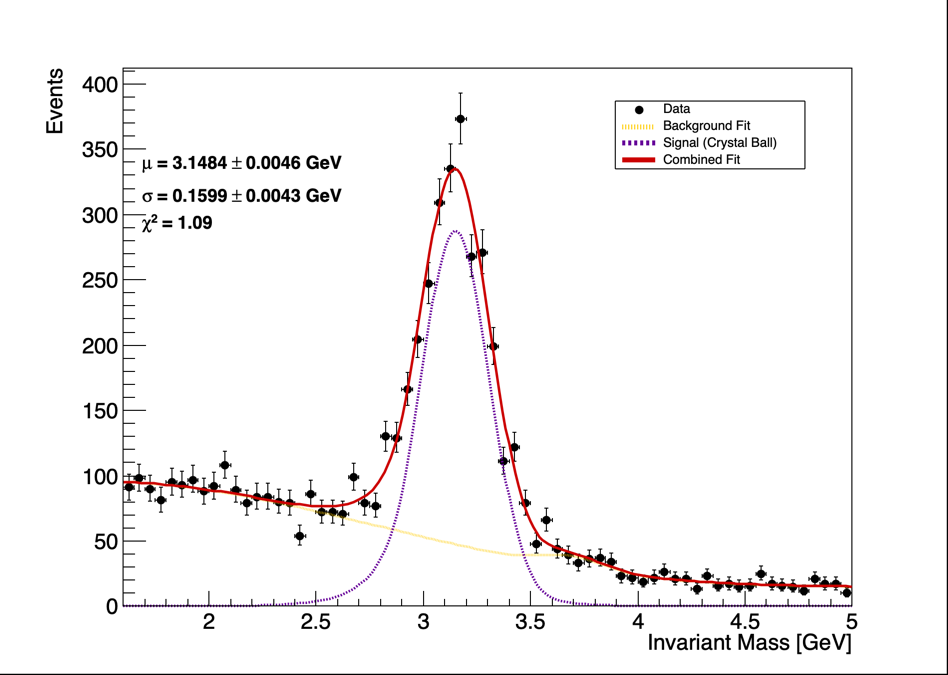 Events
400
350
300
250
200
150
100
50
0
μ = 3.1484 ± 0.0046 GeV
σ = 0.1599 ± 0.0043 GeV
χ² = 1.09
Data
Background Fit
Signal (Crystal Ball)
Combined Fit
2 2.5 3 3.5 4 4.5 5
Invariant Mass [GeV]